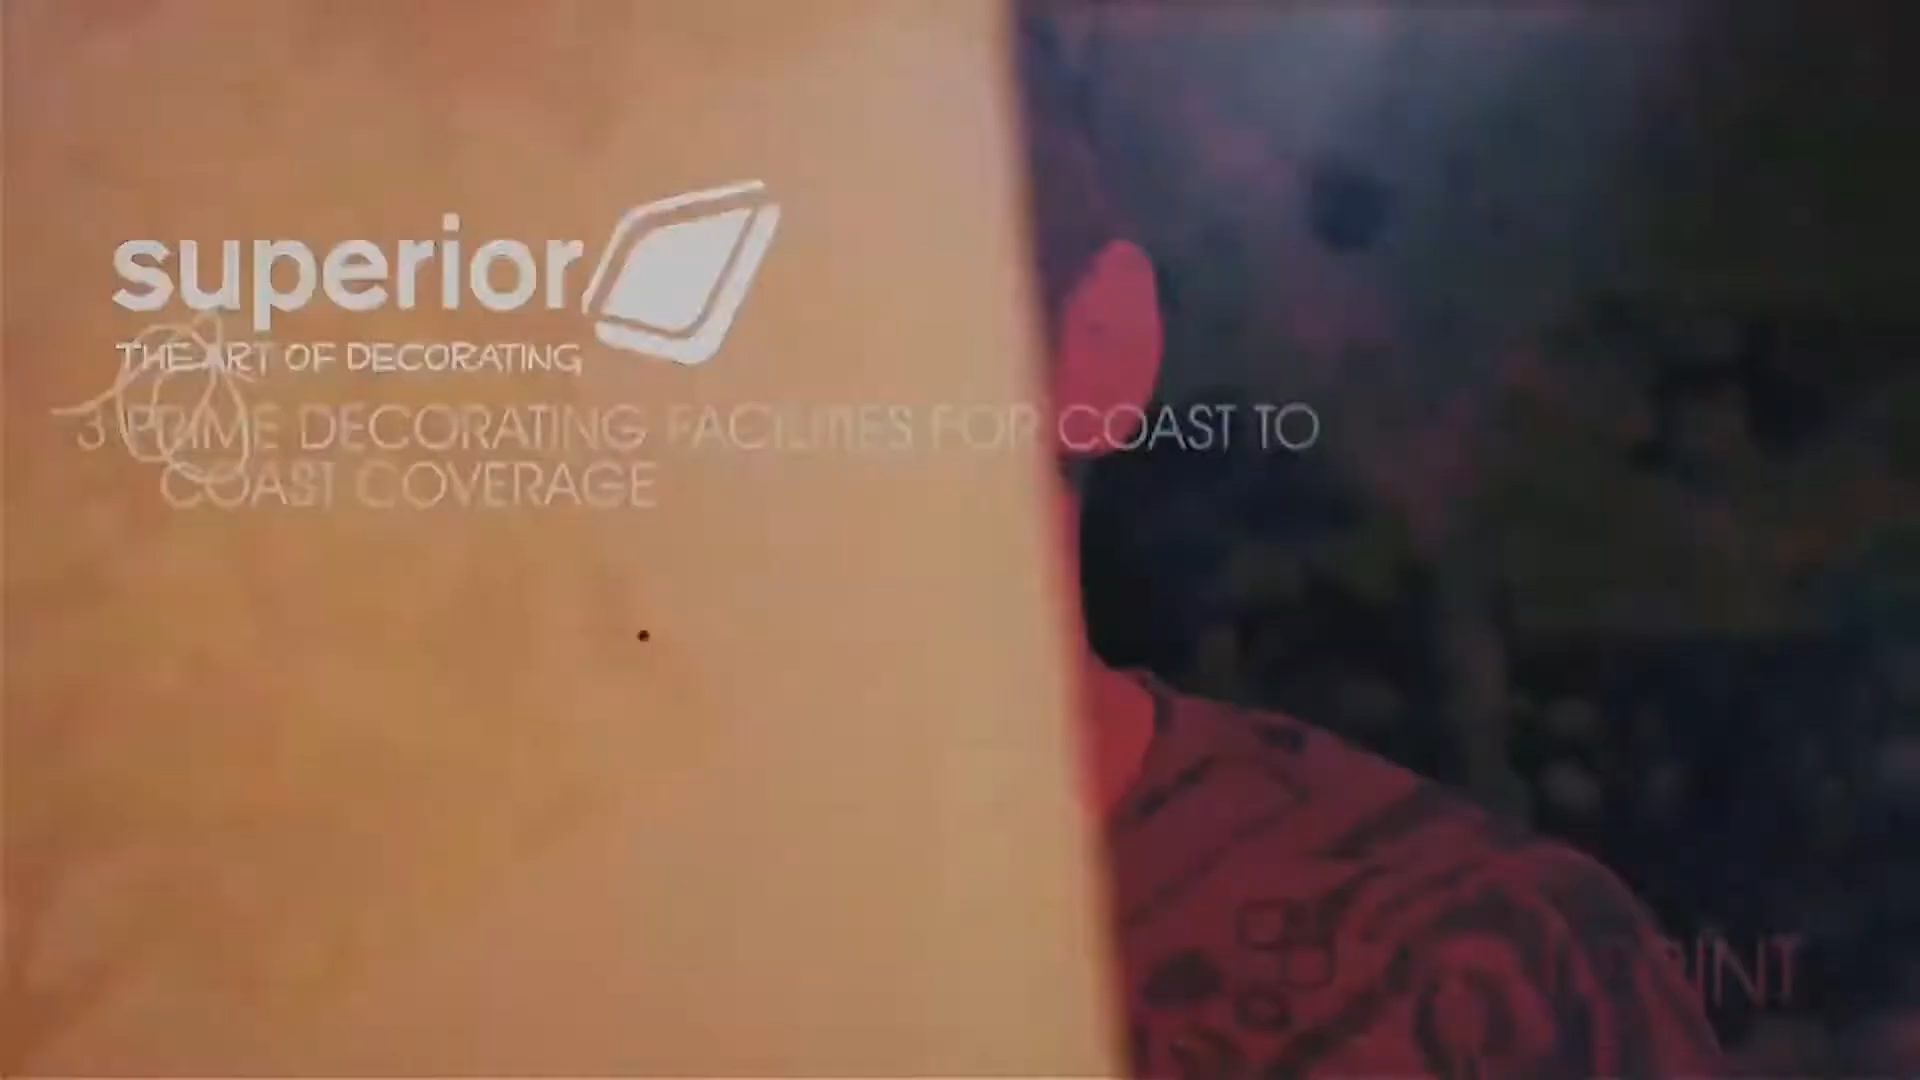 superior
THE ART OF DECORATING
3 PRIME DECORATING FACILITIES FOR COAST TO
COAST COVERAGE